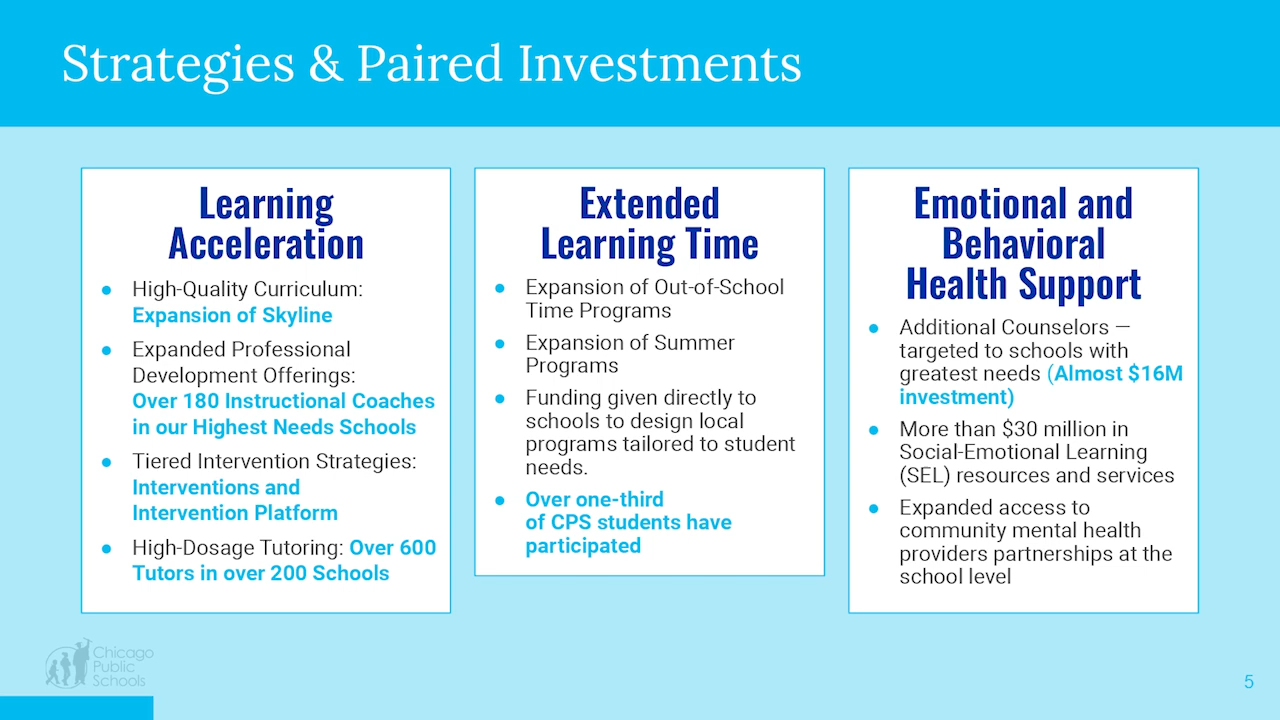 Strategies & Paired Investments
Learning
Acceleration
● High-Quality Curriculum:
Expansion of Skyline
● Expanded Professional
Development Offerings:
Over 180 Instructional Coaches
in our Highest Needs Schools
● Tiered Intervention Strategies:
Interventions and
Intervention Platform
● High-Dosage Tutoring: Over 600
Tutors in over 200 Schools
Extended
Learning Time
● Expansion of Out-of-School
Time Programs
● Expansion of Summer
Programs
● Funding given directly to
schools to design local
programs tailored to student
needs.
● Over one-third
of CPS students have
participated
Emotional and
Behavioral
Health Support
● Additional Counselors —
targeted to schools with
greatest needs (Almost $16M
investment)
● More than $30 million in
Social-Emotional Learning
(SEL) resources and services
● Expanded access to
community mental health
providers partnerships at the
school level
Chicago
Public
Schools
5